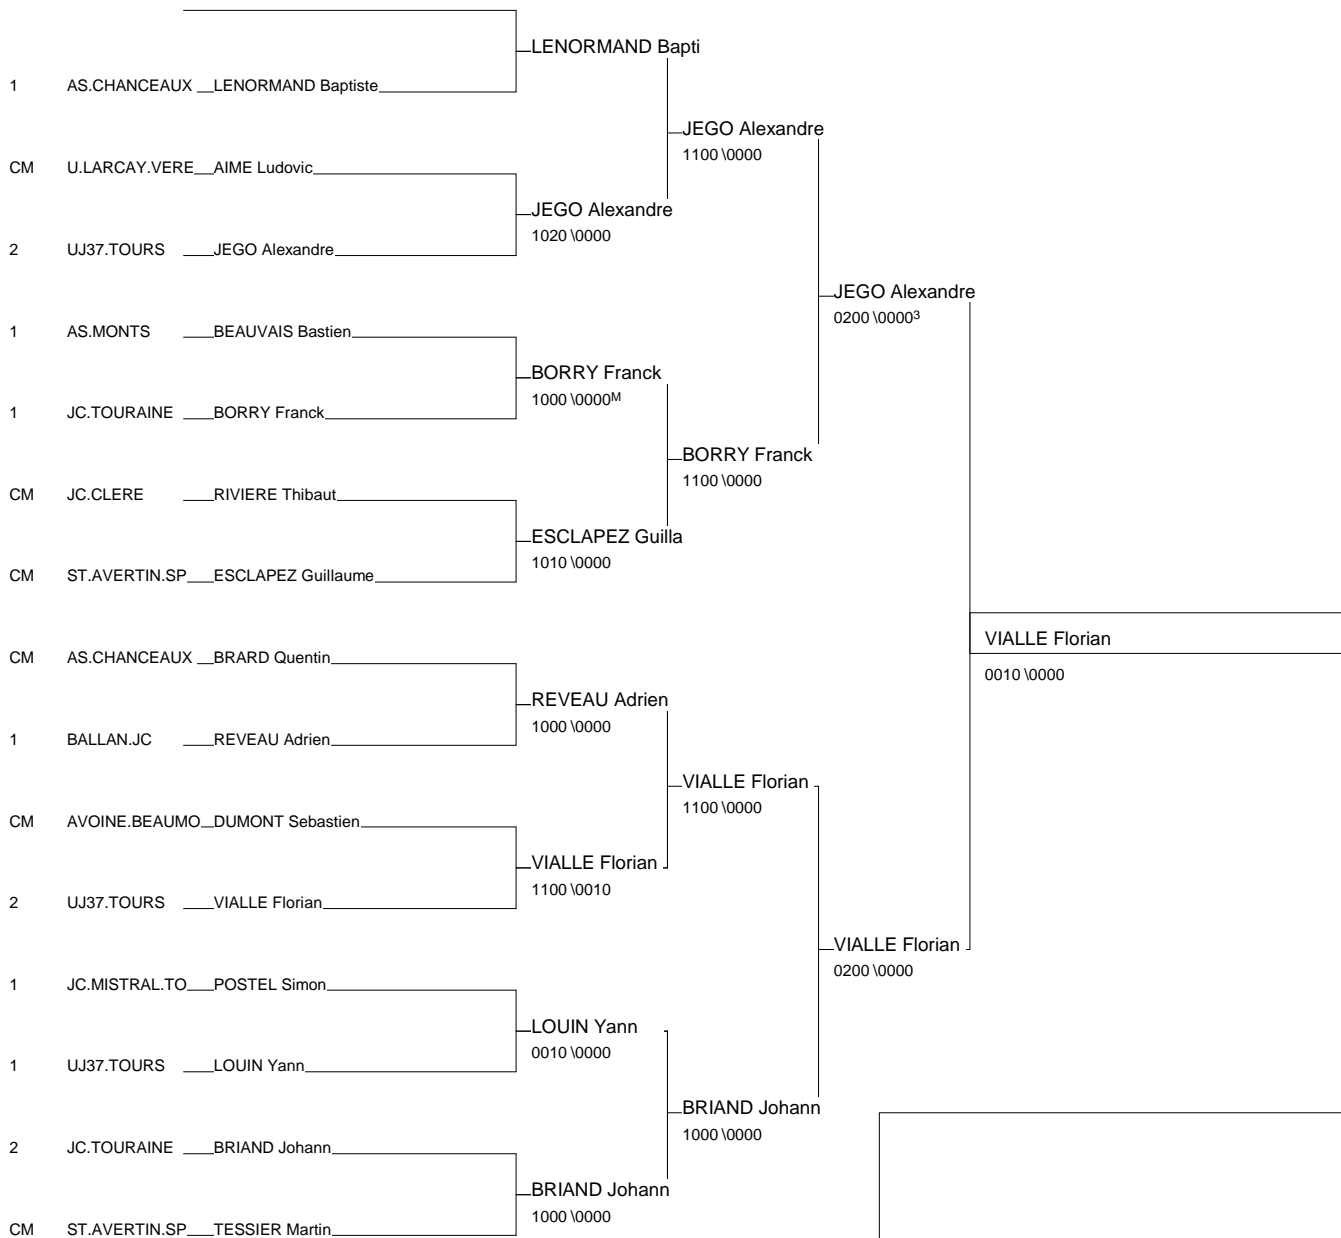 LENORMAND Bapti
1 AS.CHANCEAUX LENORMAND Baptiste
JEGO Alexandre
1100 \0000
CM U.LARCAY.VERE AIME Ludovic
JEGO Alexandre
1020 \0000
2 UJ37.TOURS JEGO Alexandre
JEGO Alexandre
0200 \0000³
1 AS.MONTS BEAUVAIS Bastien
BORRY Franck
1000 \0000ᴹ
1 JC.TOURAINE BORRY Franck
BORRY Franck
1100 \0000
CM JC.CLERE RIVIERE Thibaut
ESCLAPEZ Guilla
1010 \0000
CM ST.AVERTIN.SP ESCLAPEZ Guillaume
VIALLE Florian
0010 \0000
CM AS.CHANCEAUX BRARD Quentin
REVEAU Adrien
1000 \0000
1 BALLAN.JC REVEAU Adrien
VIALLE Florian
1100 \0000
CM AVOINE.BEAUMO DUMONT Sebastien
VIALLE Florian
1100 \0010
2 UJ37.TOURS VIALLE Florian
VIALLE Florian
0200 \0000
1 JC.MISTRAL.TO POSTEL Simon
LOUIN Yann
0010 \0000
1 UJ37.TOURS LOUIN Yann
BRIAND Johann
1000 \0000
2 JC.TOURAINE BRIAND Johann
BRIAND Johann
1000 \0000
CM ST.AVERTIN.SP TESSIER Martin